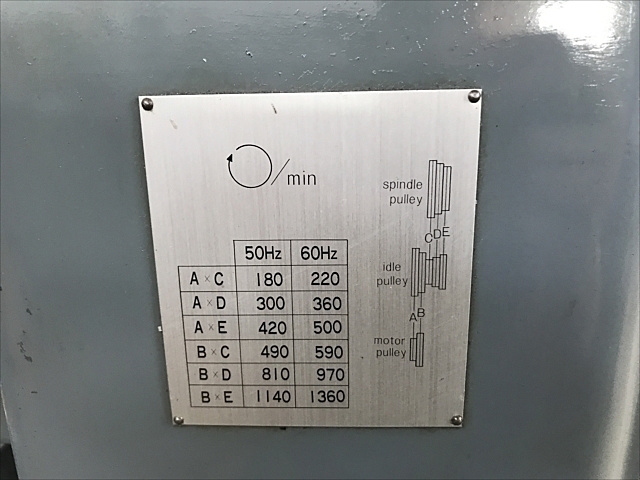 /min
spindle
pulley
CDE
50Hz 60Hz
idle
pulley
A×C 180 220
A×D 300 360
A×E 420 500
AB
B×C 490 590
motor
pulley
B×D 810 970
B×E 1140 1360